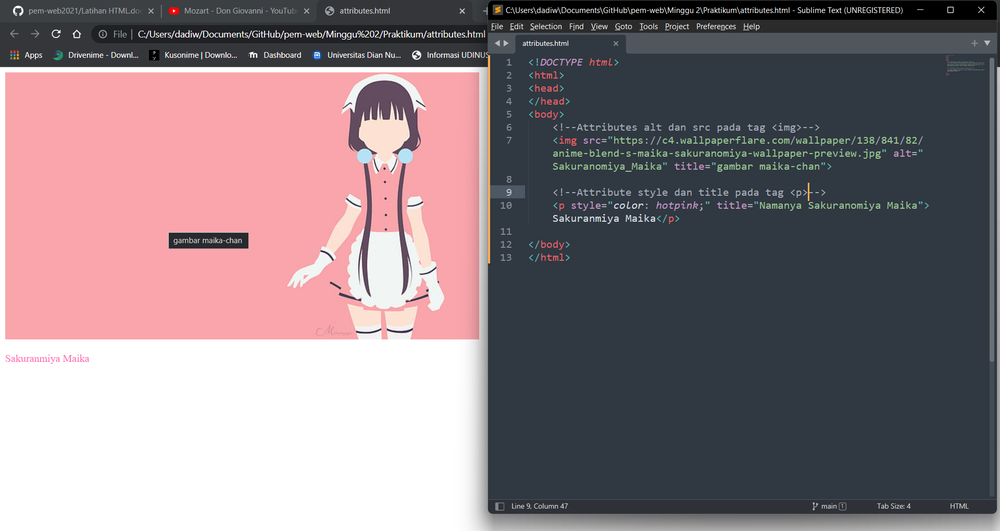 pem-web2021/Latihan HTML.doc
Mozart - Don Giovanni - YouTube
attributes.html
File
C:/Users/dadiw/Documents/GitHub/pem-web/Minggu%202/Praktikum/attributes.html
Apps
Drivenime - Downl...
Kusonime | Downlo...
Dashboard
Universitas Dian Nu...
Informasi UDINUS
gambar maika-chan
Sakuranmiya Maika
C:\Users\dadiw\Documents\GitHub\pem-web\Minggu 2\Praktikum\attributes.html - Sublime Text (UNREGISTERED)
File Edit Selection Find View Goto Tools Project Preferences Help
attributes.html
1 <!DOCTYPE html>
2 <html>
3 <head>
4 </head>
5 <body>
6 <!--Attributes alt dan src pada tag <img>-->
7 <img src="https://c4.wallpaperflare.com/wallpaper/138/841/82/
anime-blend-s-maika-sakuranomiya-wallpaper-preview.jpg" alt="
Sakuranomiya_Maika" title="gambar maika-chan">
8
9 <!--Attribute style dan title pada tag <p>-->
10 <p style="color: hotpink;" title="Namanya Sakuranomiya Maika">
Sakuranmiya Maika</p>
11
12 </body>
13 </html>
Line 9, Column 47
main 1
Tab Size: 4
HTML